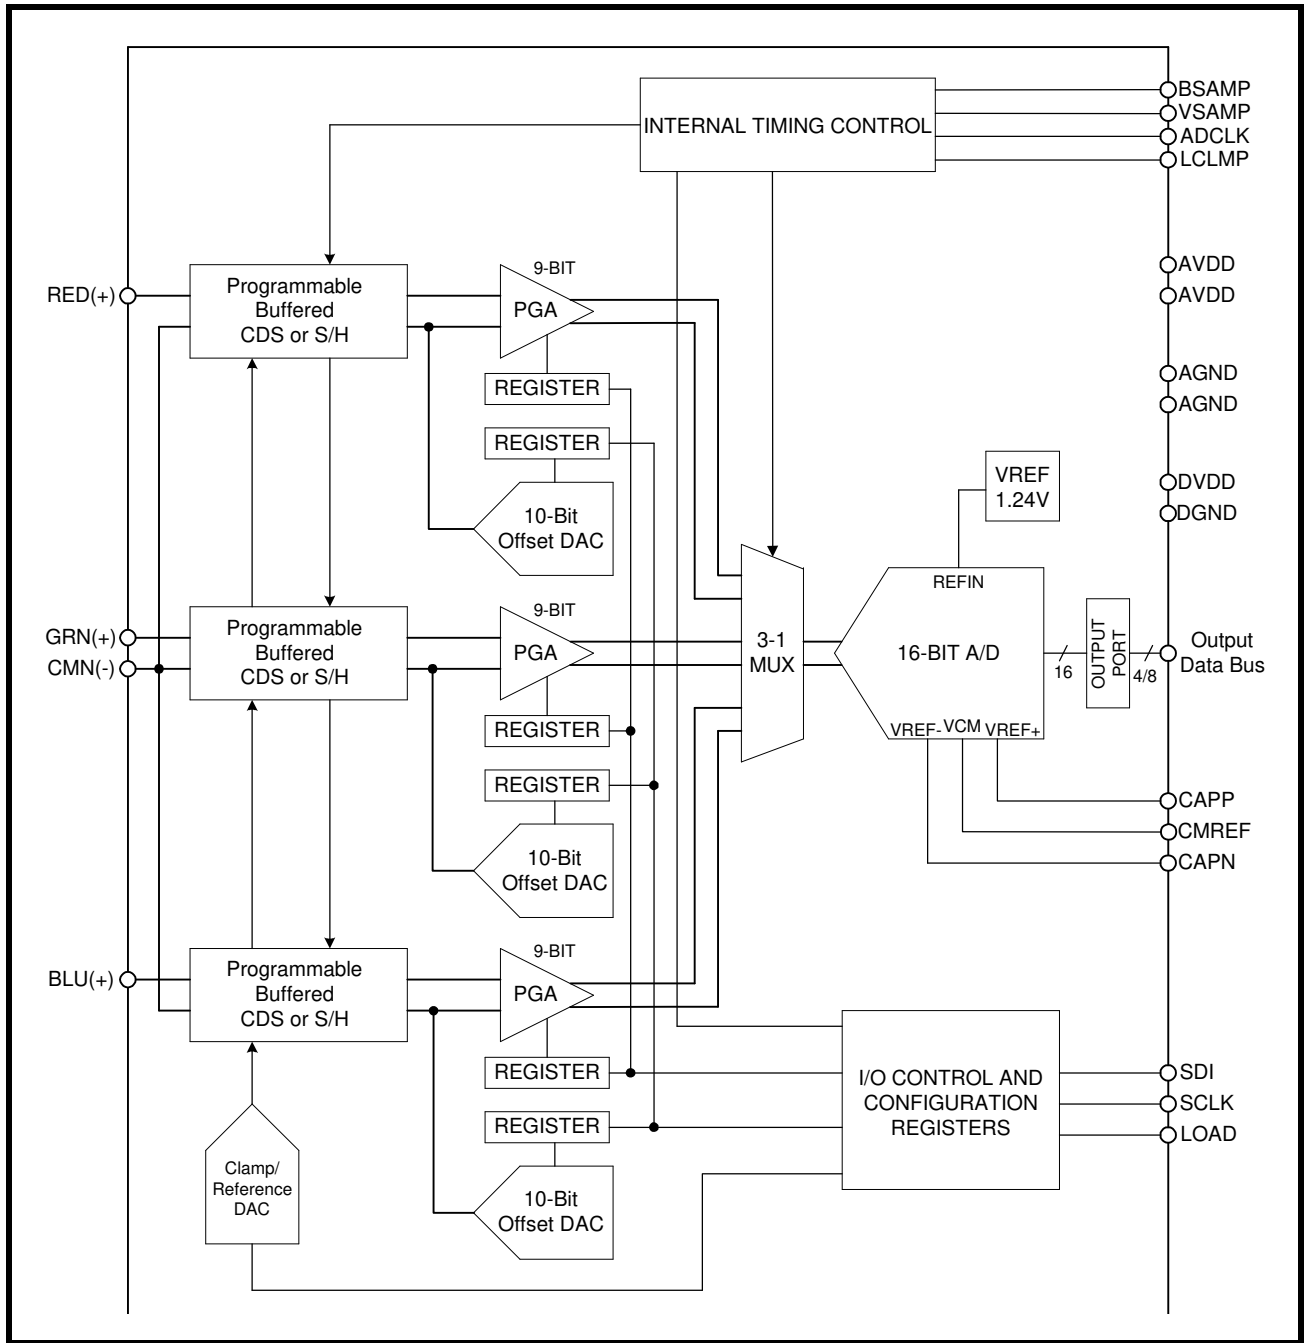 BSAMP
INTERNAL TIMING CONTROL
VSAMP
ADCLK
LCLMP
AVDD
AVDD
AGND
AGND
DVDD
DGND
RED(+)
Programmable
Buffered
CDS or S/H
9-BIT
PGA
REGISTER
REGISTER
10-Bit
Offset DAC
VREF
1.24V
GRN(+)
CMN(-)
Programmable
Buffered
CDS or S/H
9-BIT
PGA
REGISTER
REGISTER
10-Bit
Offset DAC
3-1
MUX
REFIN
16-BIT A/D
VREF- VCM VREF+
16
OUTPUT
PORT
4/8
Output
Data Bus
CAPP
CMREF
CAPN
BLU(+)
Programmable
Buffered
CDS or S/H
9-BIT
PGA
REGISTER
REGISTER
10-Bit
Offset DAC
Clamp/
Reference
DAC
I/O CONTROL AND
CONFIGURATION
REGISTERS
SDI
SCLK
LOAD